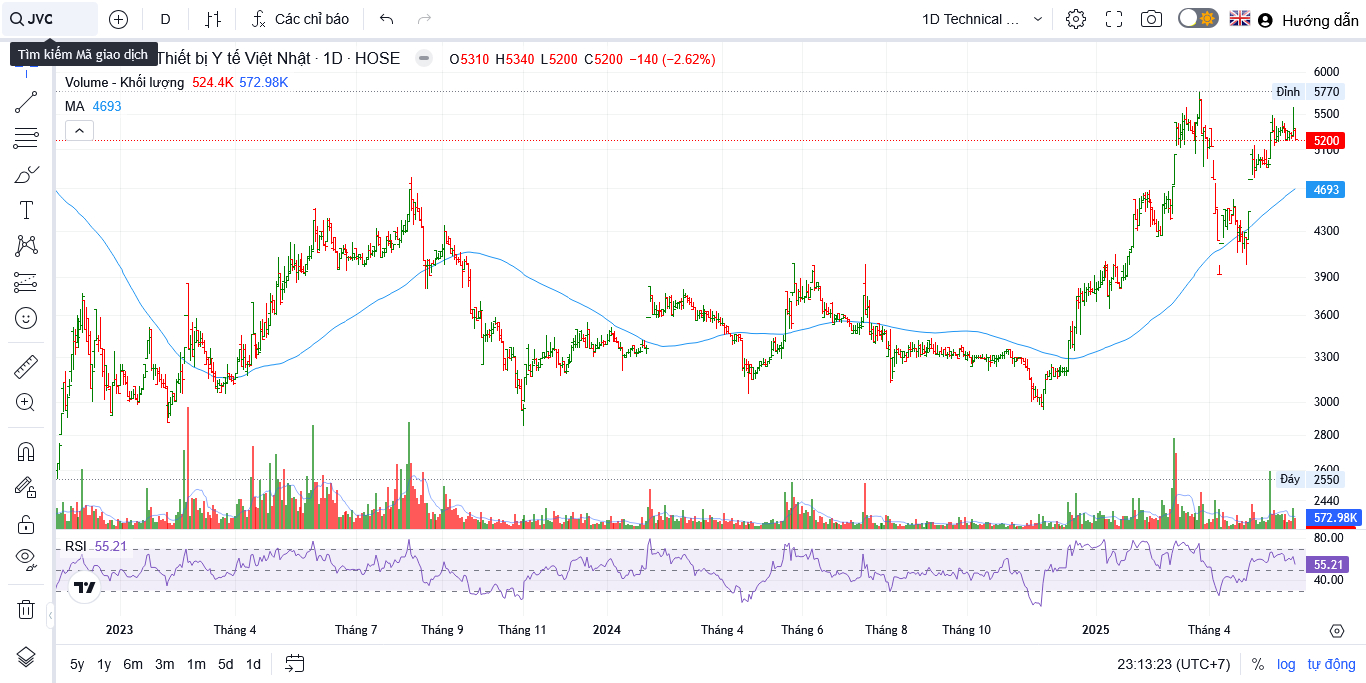 JVC D Các chỉ báo 1D Technical ... Hướng dẫn
Tìm kiếm Mã giao dịch
Thiết bị Y tế Việt Nhật · 1D · HOSE O5310 H5340 L5200 C5200 −140 (−2.62%)
Volume - Khối lượng 524.4K 572.98K
MA 4693
6000
Đỉnh 5770
5500
5200
5100
4693
4300
3900
3600
3300
3000
2800
2600
Đáy 2550
2440
572.98K
RSI 55.21
80.00
55.21
40.00
2023 Tháng 4 Tháng 7 Tháng 9 Tháng 11 2024 Tháng 4 Tháng 6 Tháng 8 Tháng 10 2025 Tháng 4
5y 1y 6m 3m 1m 5d 1d 23:13:23 (UTC+7) % log tự động